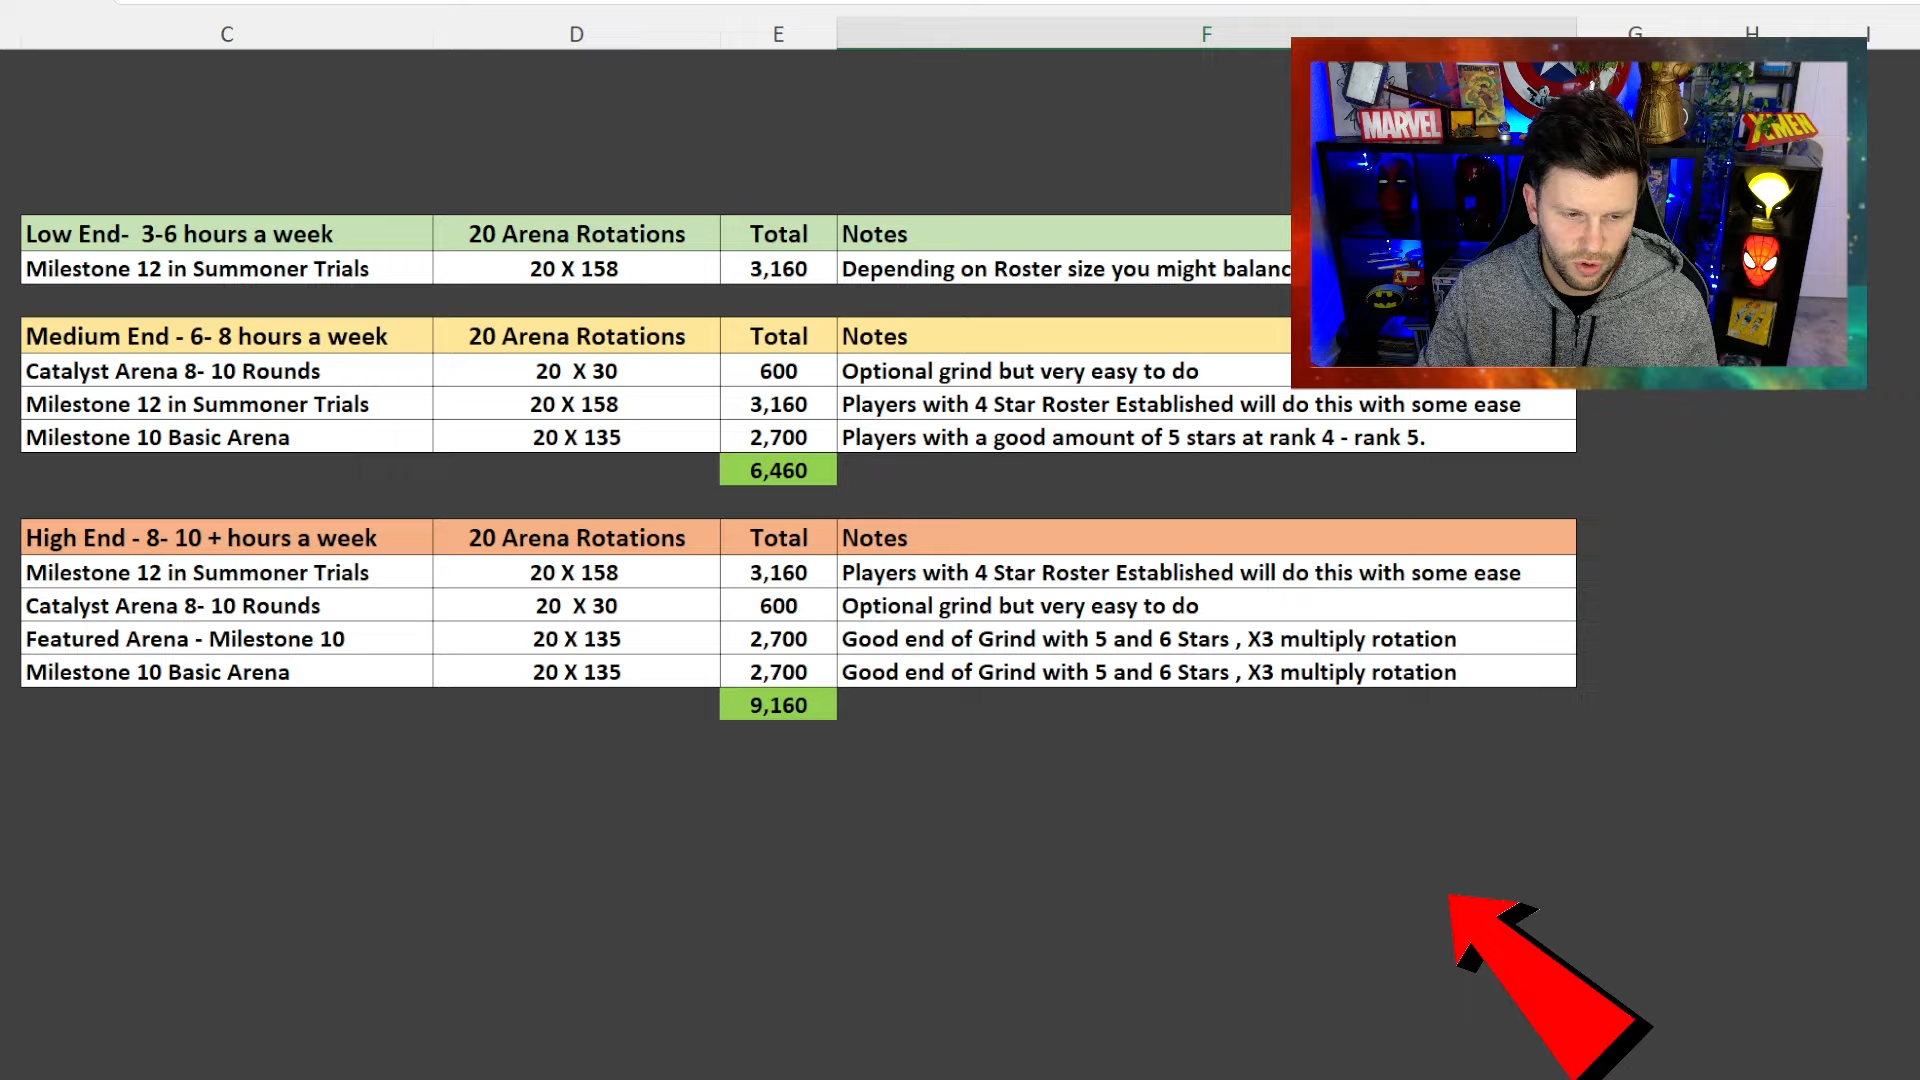 C D E F G H I
MARVEL
X-MEN
Low End-  3-6 hours a week 20 Arena Rotations Total Notes
Milestone 12 in Summoner Trials 20 X 158 3,160 Depending on Roster size you might balanc
Medium End - 6- 8 hours a week 20 Arena Rotations Total Notes
Catalyst Arena 8- 10 Rounds 20  X 30 600 Optional grind but very easy to do
Milestone 12 in Summoner Trials 20 X 158 3,160 Players with 4 Star Roster Established will do this with some ease
Milestone 10 Basic Arena 20 X 135 2,700 Players with a good amount of 5 stars at rank 4 - rank 5.
6,460
High End - 8- 10 + hours a week 20 Arena Rotations Total Notes
Milestone 12 in Summoner Trials 20 X 158 3,160 Players with 4 Star Roster Established will do this with some ease
Catalyst Arena 8- 10 Rounds 20  X 30 600 Optional grind but very easy to do
Featured Arena - Milestone 10 20 X 135 2,700 Good end of Grind with 5 and 6 Stars , X3 multiply rotation
Milestone 10 Basic Arena 20 X 135 2,700 Good end of Grind with 5 and 6 Stars , X3 multiply rotation
9,160